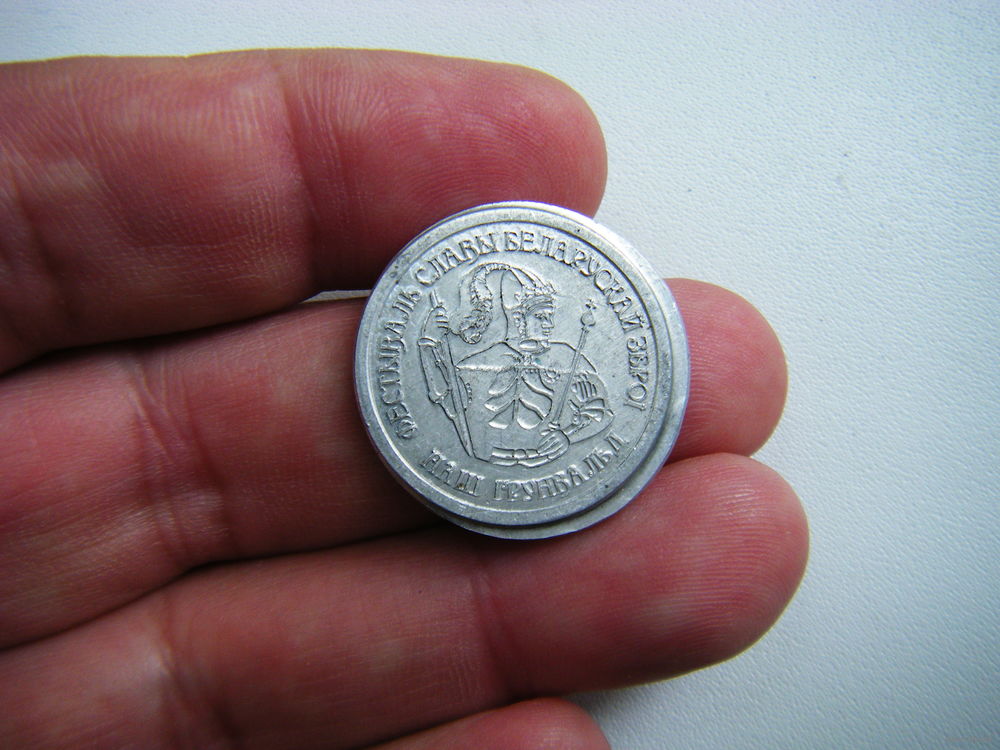 ФЕСТЫВАЛЬ СЛАВЫ БЕЛАРУСКАЙ ЗБРОІ
НАШ ГРУНВАЛЬД